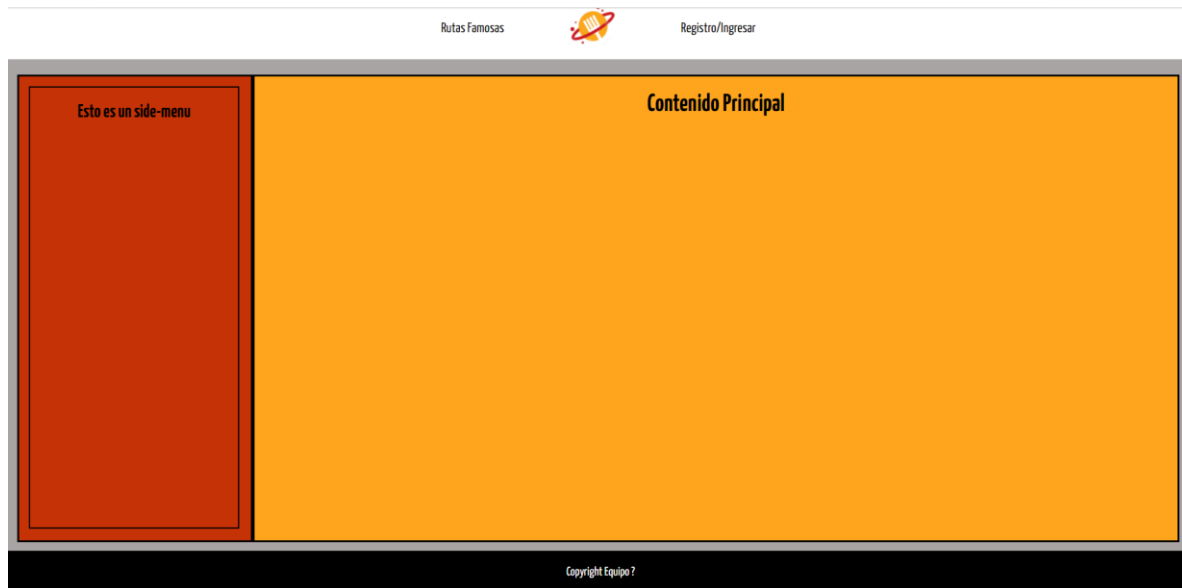 Rutas Famosas
Registro/Ingresar
Esto es un side-menu
Contenido Principal
Copyright Equipo ?